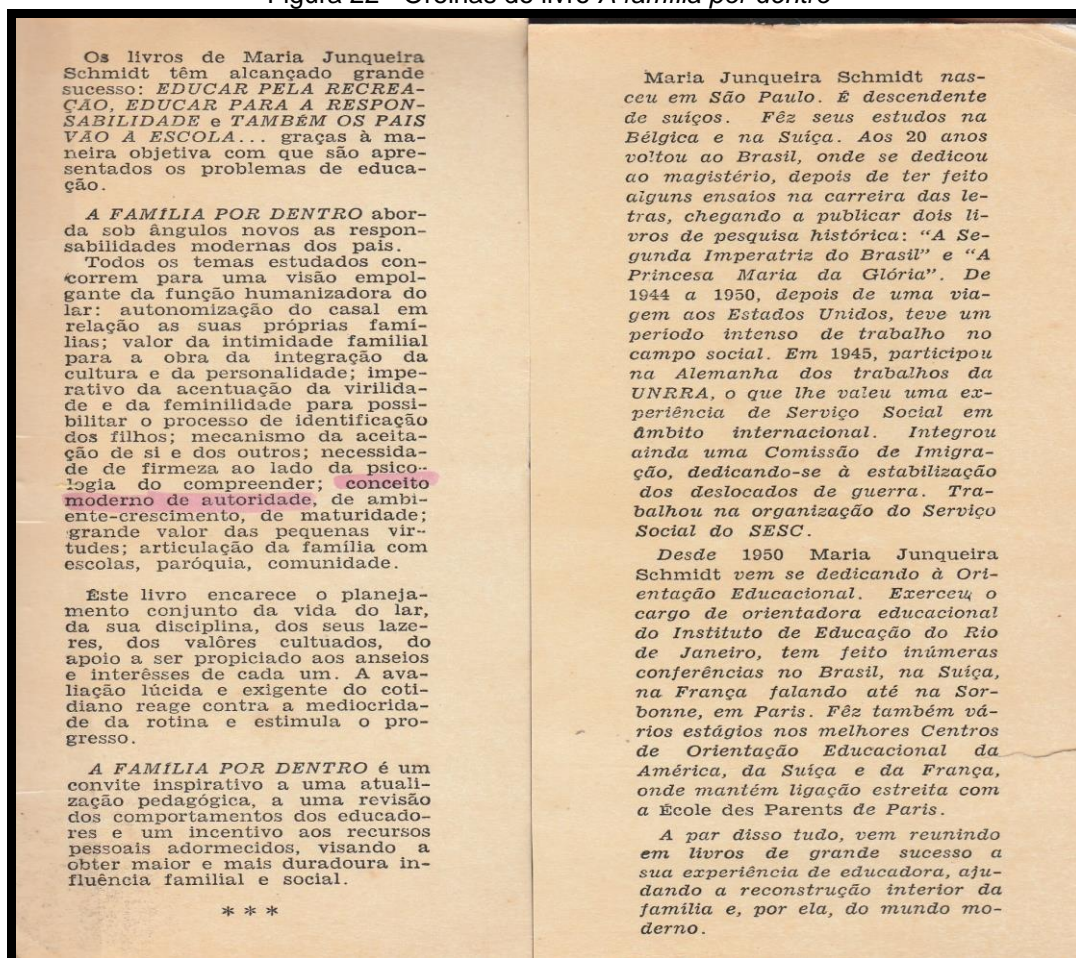 Figura 22 - Orelhas do livro A família por dentro
Os livros de Maria Junqueira
Schmidt têm alcançado grande
sucesso: EDUCAR PELA RECREA-
ÇÃO, EDUCAR PARA A RESPON-
SABILIDADE e TAMBÉM OS PAIS
VÃO A ESCOLA... graças à ma-
neira objetiva com que são apre-
sentados os problemas de educa-
ção.
A FAMÍLIA POR DENTRO abor-
da sob ângulos novos as respon-
sabilidades modernas dos pais.
Todos os temas estudados con-
correm para uma visão empol-
gante da função humanizadora do
lar: autonomização do casal em
relação as suas próprias famí-
lias; valor da intimidade familial
para a obra da integração da
cultura e da personalidade; impe-
rativo da acentuação da virilida-
de e da feminilidade para possi-
bilitar o processo de identificação
dos filhos; mecanismo da aceita-
ção de si e dos outros; necessida-
de de firmeza ao lado da psico-
logia do compreender; conceito
moderno de autoridade, de ambi-
ente-crescimento, de maturidade;
grande valor das pequenas vir-
tudes; articulação da família com
escolas, paróquia, comunidade.
Êste livro encarece o planeja-
mento conjunto da vida do lar,
da sua disciplina, dos seus laze-
res, dos valôres cultuados, do
apoio a ser propiciado aos anseios
e interêsses de cada um. A ava-
liação lúcida e exigente do coti-
diano reage contra a mediocrida-
de da rotina e estimula o pro-
gresso.
A FAMÍLIA POR DENTRO é um
convite inspirativo a uma atuali-
zação pedagógica, a uma revisão
dos comportamentos dos educado-
res e um incentivo aos recursos
pessoais adormecidos, visando a
obter maior e mais duradoura in-
fluência familial e social.
* * *
Maria Junqueira Schmidt nas-
ceu em São Paulo. É descendente
de suíços. Fêz seus estudos na
Bélgica e na Suíça. Aos 20 anos
voltou ao Brasil, onde se dedicou
ao magistério, depois de ter feito
alguns ensaios na carreira das le-
tras, chegando a publicar dois li-
vros de pesquisa histórica: “A Se-
gunda Imperatriz do Brasil” e “A
Princesa Maria da Glória”. De
1944 a 1950, depois de uma via-
gem aos Estados Unidos, teve um
período intenso de trabalho no
campo social. Em 1945, participou
na Alemanha dos trabalhos da
UNRRA, o que lhe valeu uma ex-
periência de Serviço Social em
âmbito internacional. Integrou
ainda uma Comissão de Imigra-
ção, dedicando-se à estabilização
dos deslocados de guerra. Tra-
balhou na organização do Serviço
Social do SESC.
Desde 1950 Maria Junqueira
Schmidt vem se dedicando à Ori-
entação Educacional. Exerceu o
cargo de orientadora educacional
do Instituto de Educação do Rio
de Janeiro, tem feito inúmeras
conferências no Brasil, na Suíça,
na França falando até na Sor-
bonne, em Paris. Fêz também vá-
rios estágios nos melhores Centros
de Orientação Educacional da
América, da Suíça e da França,
onde mantém ligação estreita com
a École des Parents de Paris.
A par disso tudo, vem reunindo
em livros de grande sucesso a
sua experiência de educadora, aju-
dando a reconstrução interior da
família e, por ela, do mundo mo-
derno.